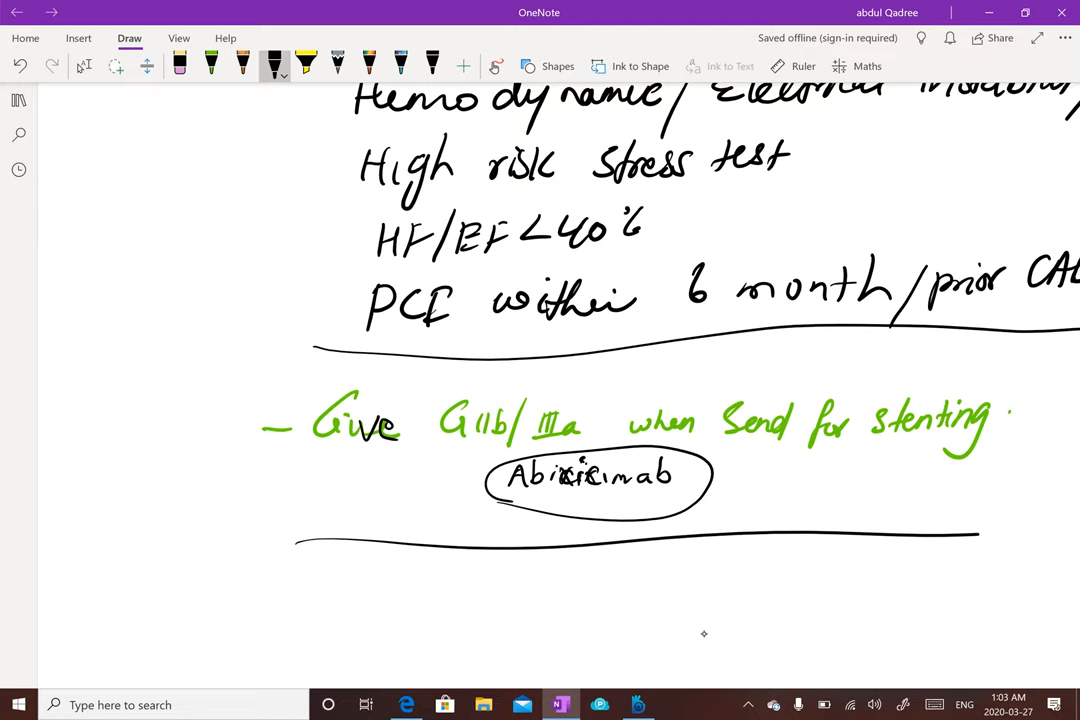 OneNote
abdul Qadree
Home Insert Draw View Help
Saved offline (sign-in required)
Share
Shapes
Ink to Shape
Ink to Text
Ruler
Maths
Hemodynamic/
High risk stress test
HF/EF<40%
PCI within 6 month/prior CA
- Give GIIb/IIIa when send for stenting.
ENG
Type here to search
1:03 AM
2020-03-27